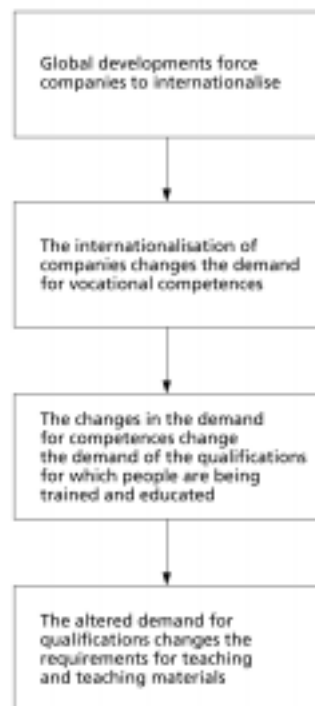 Global developments force
companies to internationalise
The internationalisation of
companies changes the demand
for vocational competences
The changes in the demand
for competences change
the demand of the qualifications
for which people are being
trained and educated
The altered demand for
qualifications changes the
requirements for teaching
and teaching materials